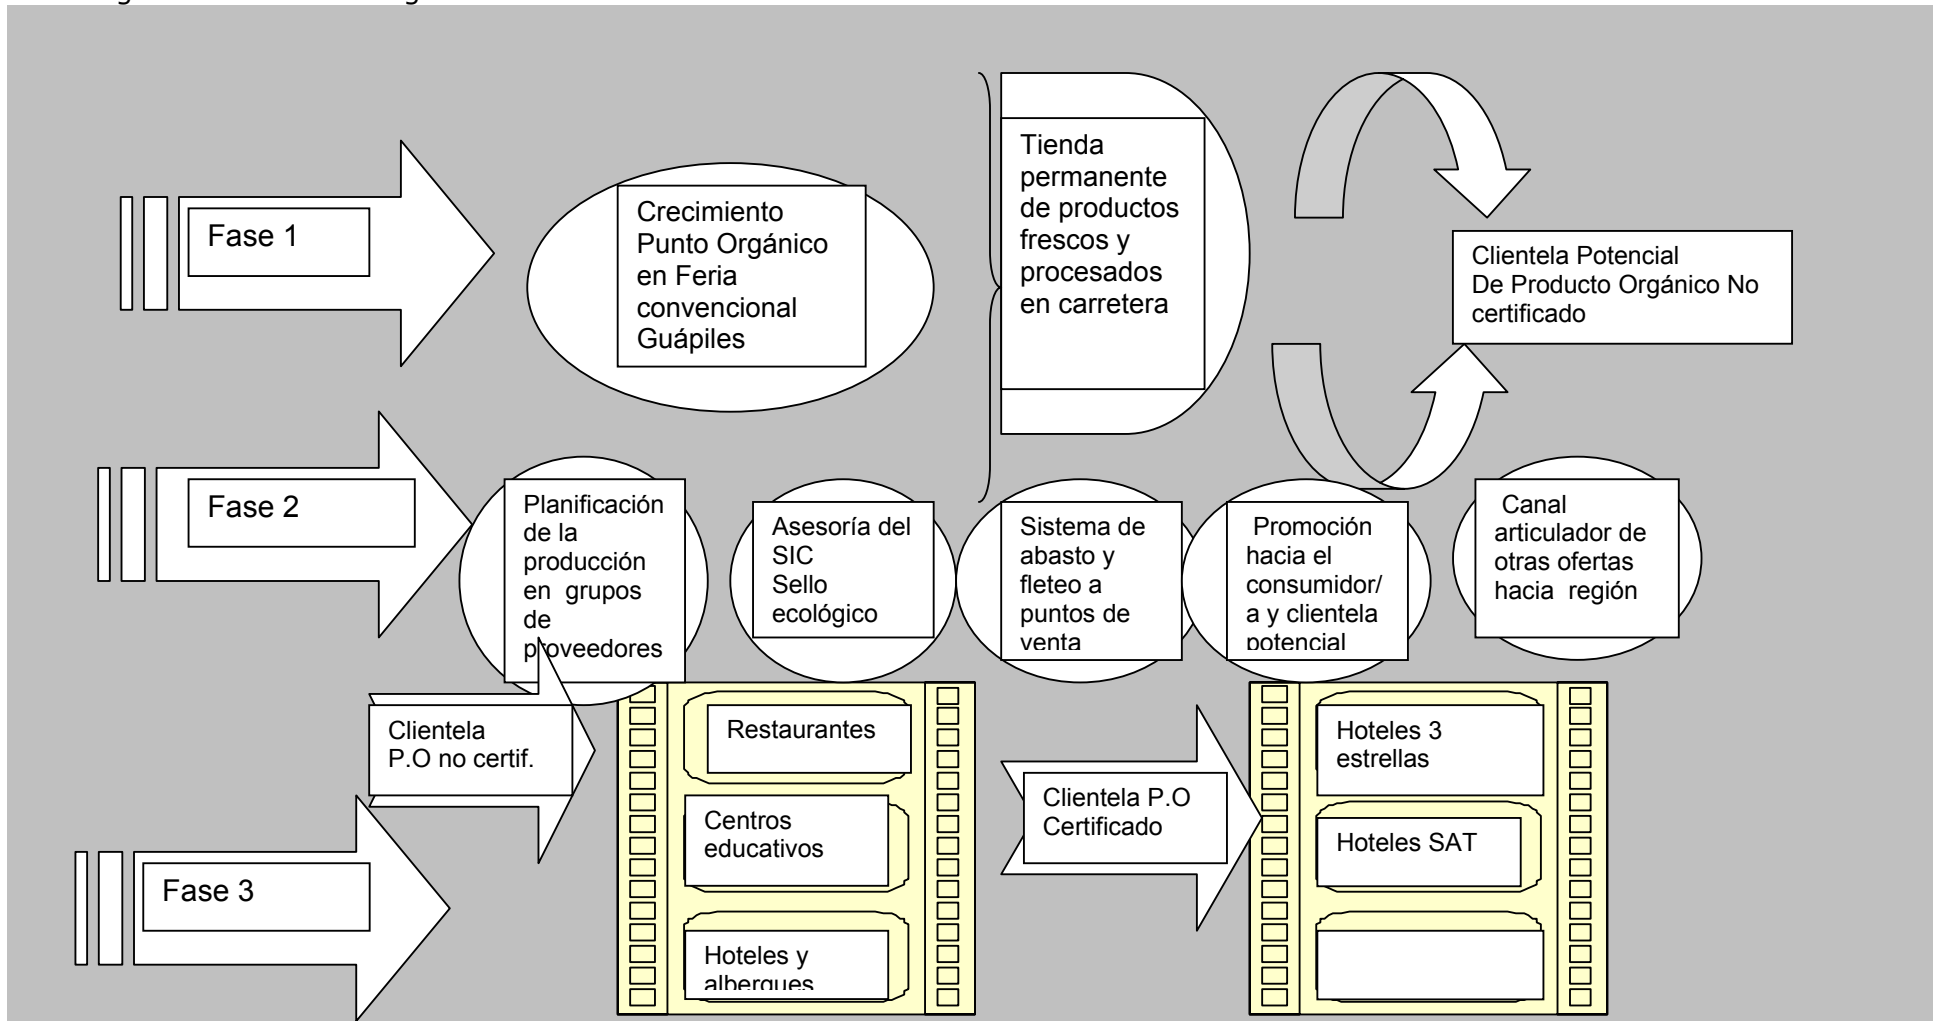 Fase 1
Crecimiento
Punto Orgánico
en Feria
convencional
Guápiles
Tienda
permanente
de productos
frescos y
procesados
en carretera
Clientela Potencial
De Producto Orgánico No
certificado
Fase 2
Planificación
de la
producción
en grupos
de
proveedores
Asesoría del
SIC
Sello
ecológico
Sistema de
abasto y
fleteo a
puntos de
venta
Promoción
hacia el
consumidor/
a y clientela
potencial
Canal
articulador de
otras ofertas
hacia región
Clientela
P.O no certif.
Restaurantes
Centros
educativos
Hoteles y
albergues
Clientela P.O
Certificado
Hoteles 3
estrellas
Hoteles SAT
Fase 3